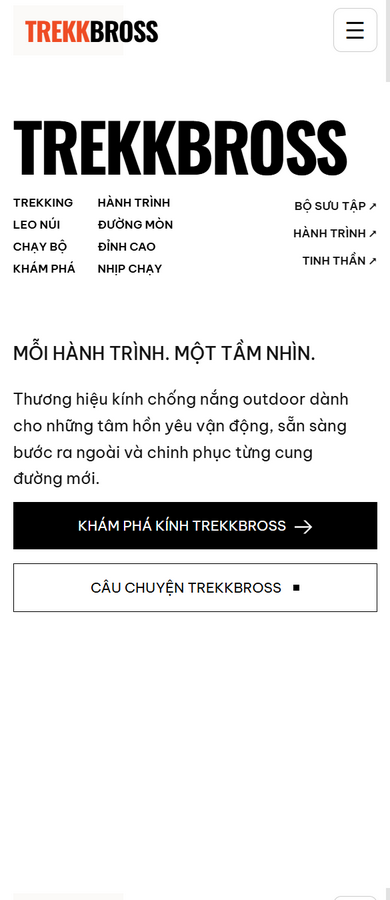 TREKKBROSS
TREKKBROSS
TREKKING
LEO NÚI
CHẠY BỘ
KHÁM PHÁ
HÀNH TRÌNH
ĐƯỜNG MÒN
ĐỈNH CAO
NHỊP CHẠY
BỘ SƯU TẬP ↗
HÀNH TRÌNH ↗
TINH THẦN ↗
MỖI HÀNH TRÌNH. MỘT TẦM NHÌN.
Thương hiệu kính chống nắng outdoor dành
cho những tâm hồn yêu vận động, sẵn sàng
bước ra ngoài và chinh phục từng cung
đường mới.
KHÁM PHÁ KÍNH TREKKBROSS →
CÂU CHUYỆN TREKKBROSS ▪